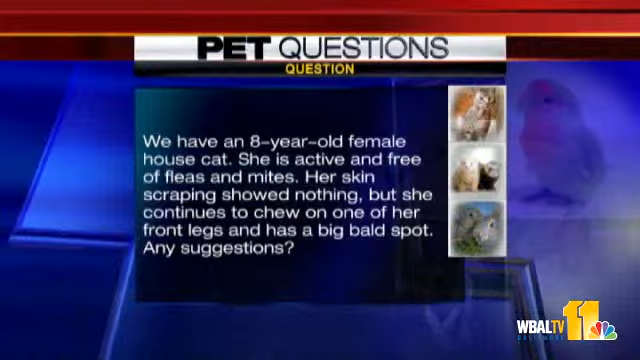 PET QUESTIONS
QUESTION
We have an 8-year-old female
house cat. She is active and free
of fleas and mites. Her skin
scraping showed nothing, but she
continues to chew on one of her
front legs and has a big bald spot.
Any suggestions?
WBALTV 11
BALTIMORE